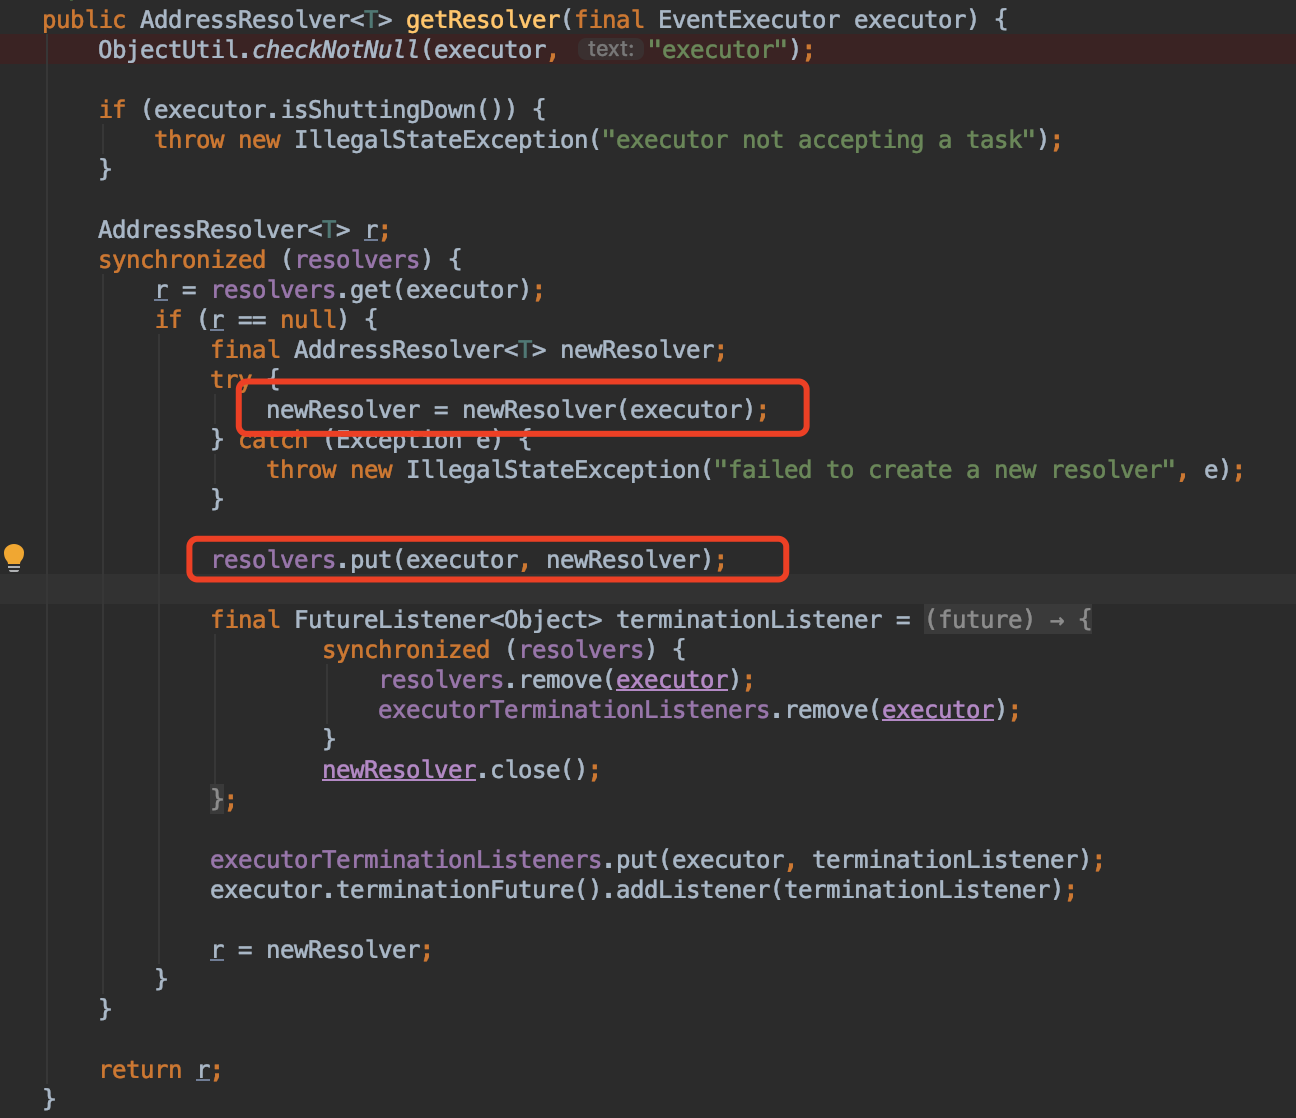 public AddressResolver<T> getResolver(final EventExecutor executor) {
ObjectUtil.checkNotNull(executor, text: "executor");
if (executor.isShuttingDown()) {
throw new IllegalStateException("executor not accepting a task");
}
AddressResolver<T> r;
synchronized (resolvers) {
r = resolvers.get(executor);
if (r == null) {
final AddressResolver<T> newResolver;
try {
newResolver = newResolver(executor);
} catch (Exception e) {
throw new IllegalStateException("failed to create a new resolver", e);
}
resolvers.put(executor, newResolver);
final FutureListener<Object> terminationListener = (future) → {
synchronized (resolvers) {
resolvers.remove(executor);
executorTerminationListeners.remove(executor);
}
newResolver.close();
};
executorTerminationListeners.put(executor, terminationListener);
executor.terminationFuture().addListener(terminationListener);
r = newResolver;
}
}
return r;
}